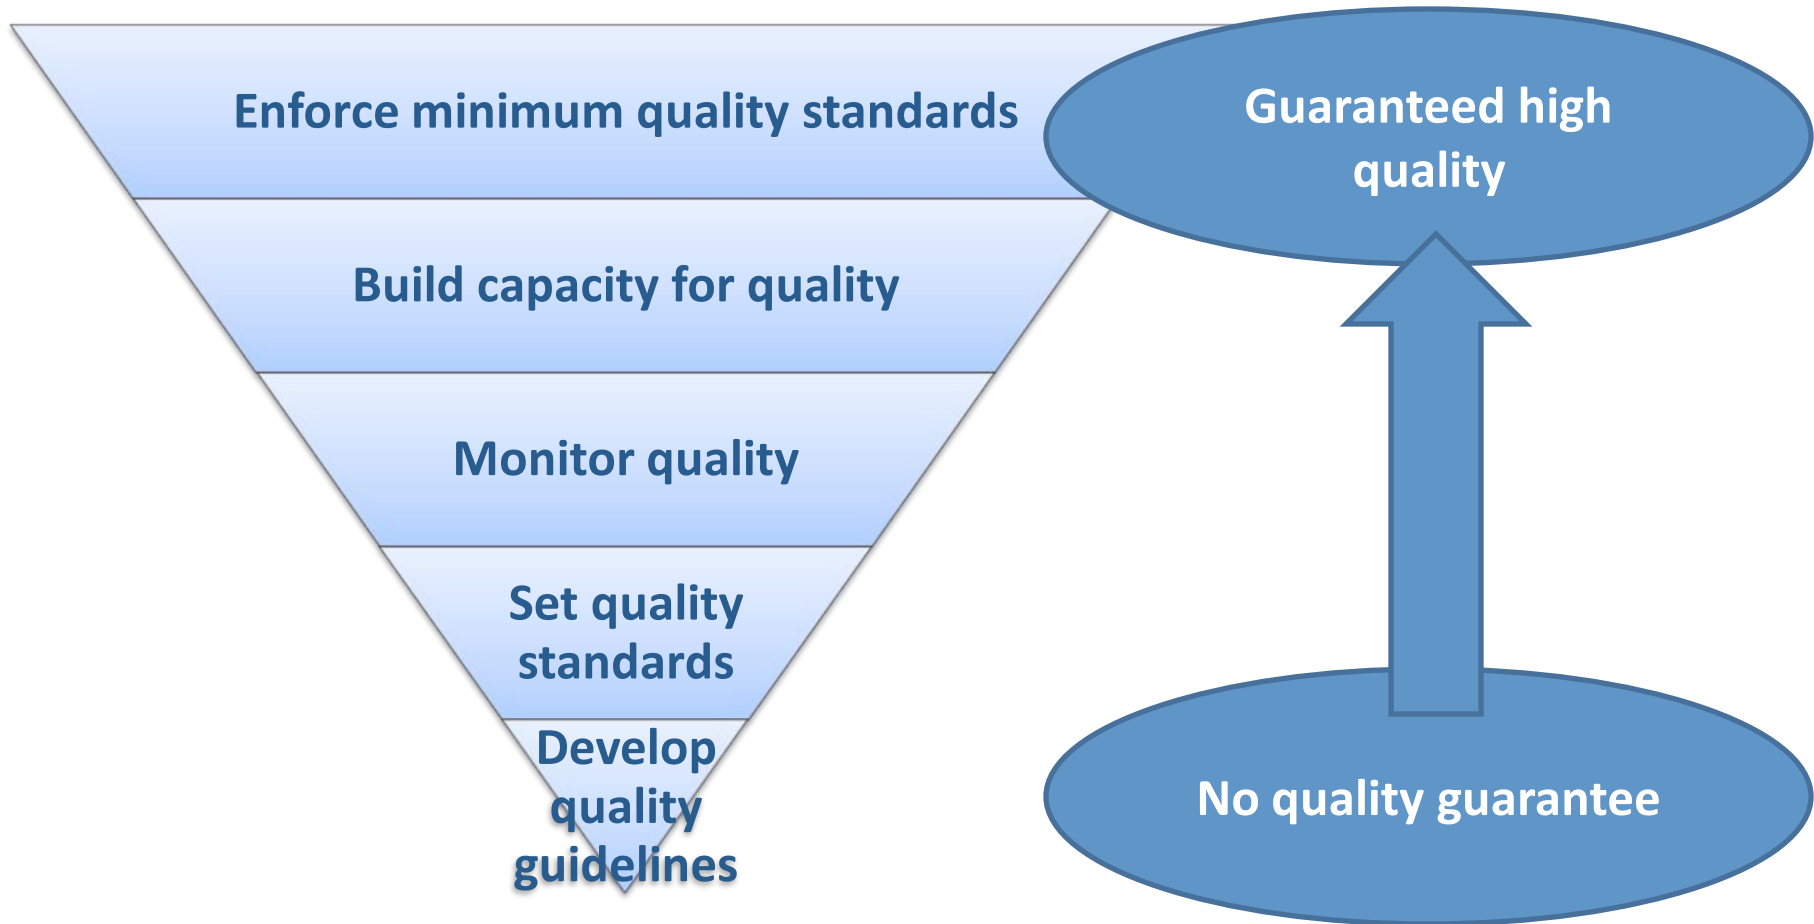 Enforce minimum quality standards
Guaranteed high
quality
Build capacity for quality
Monitor quality
Set quality
standards
Develop
quality
guidelines
No quality guarantee